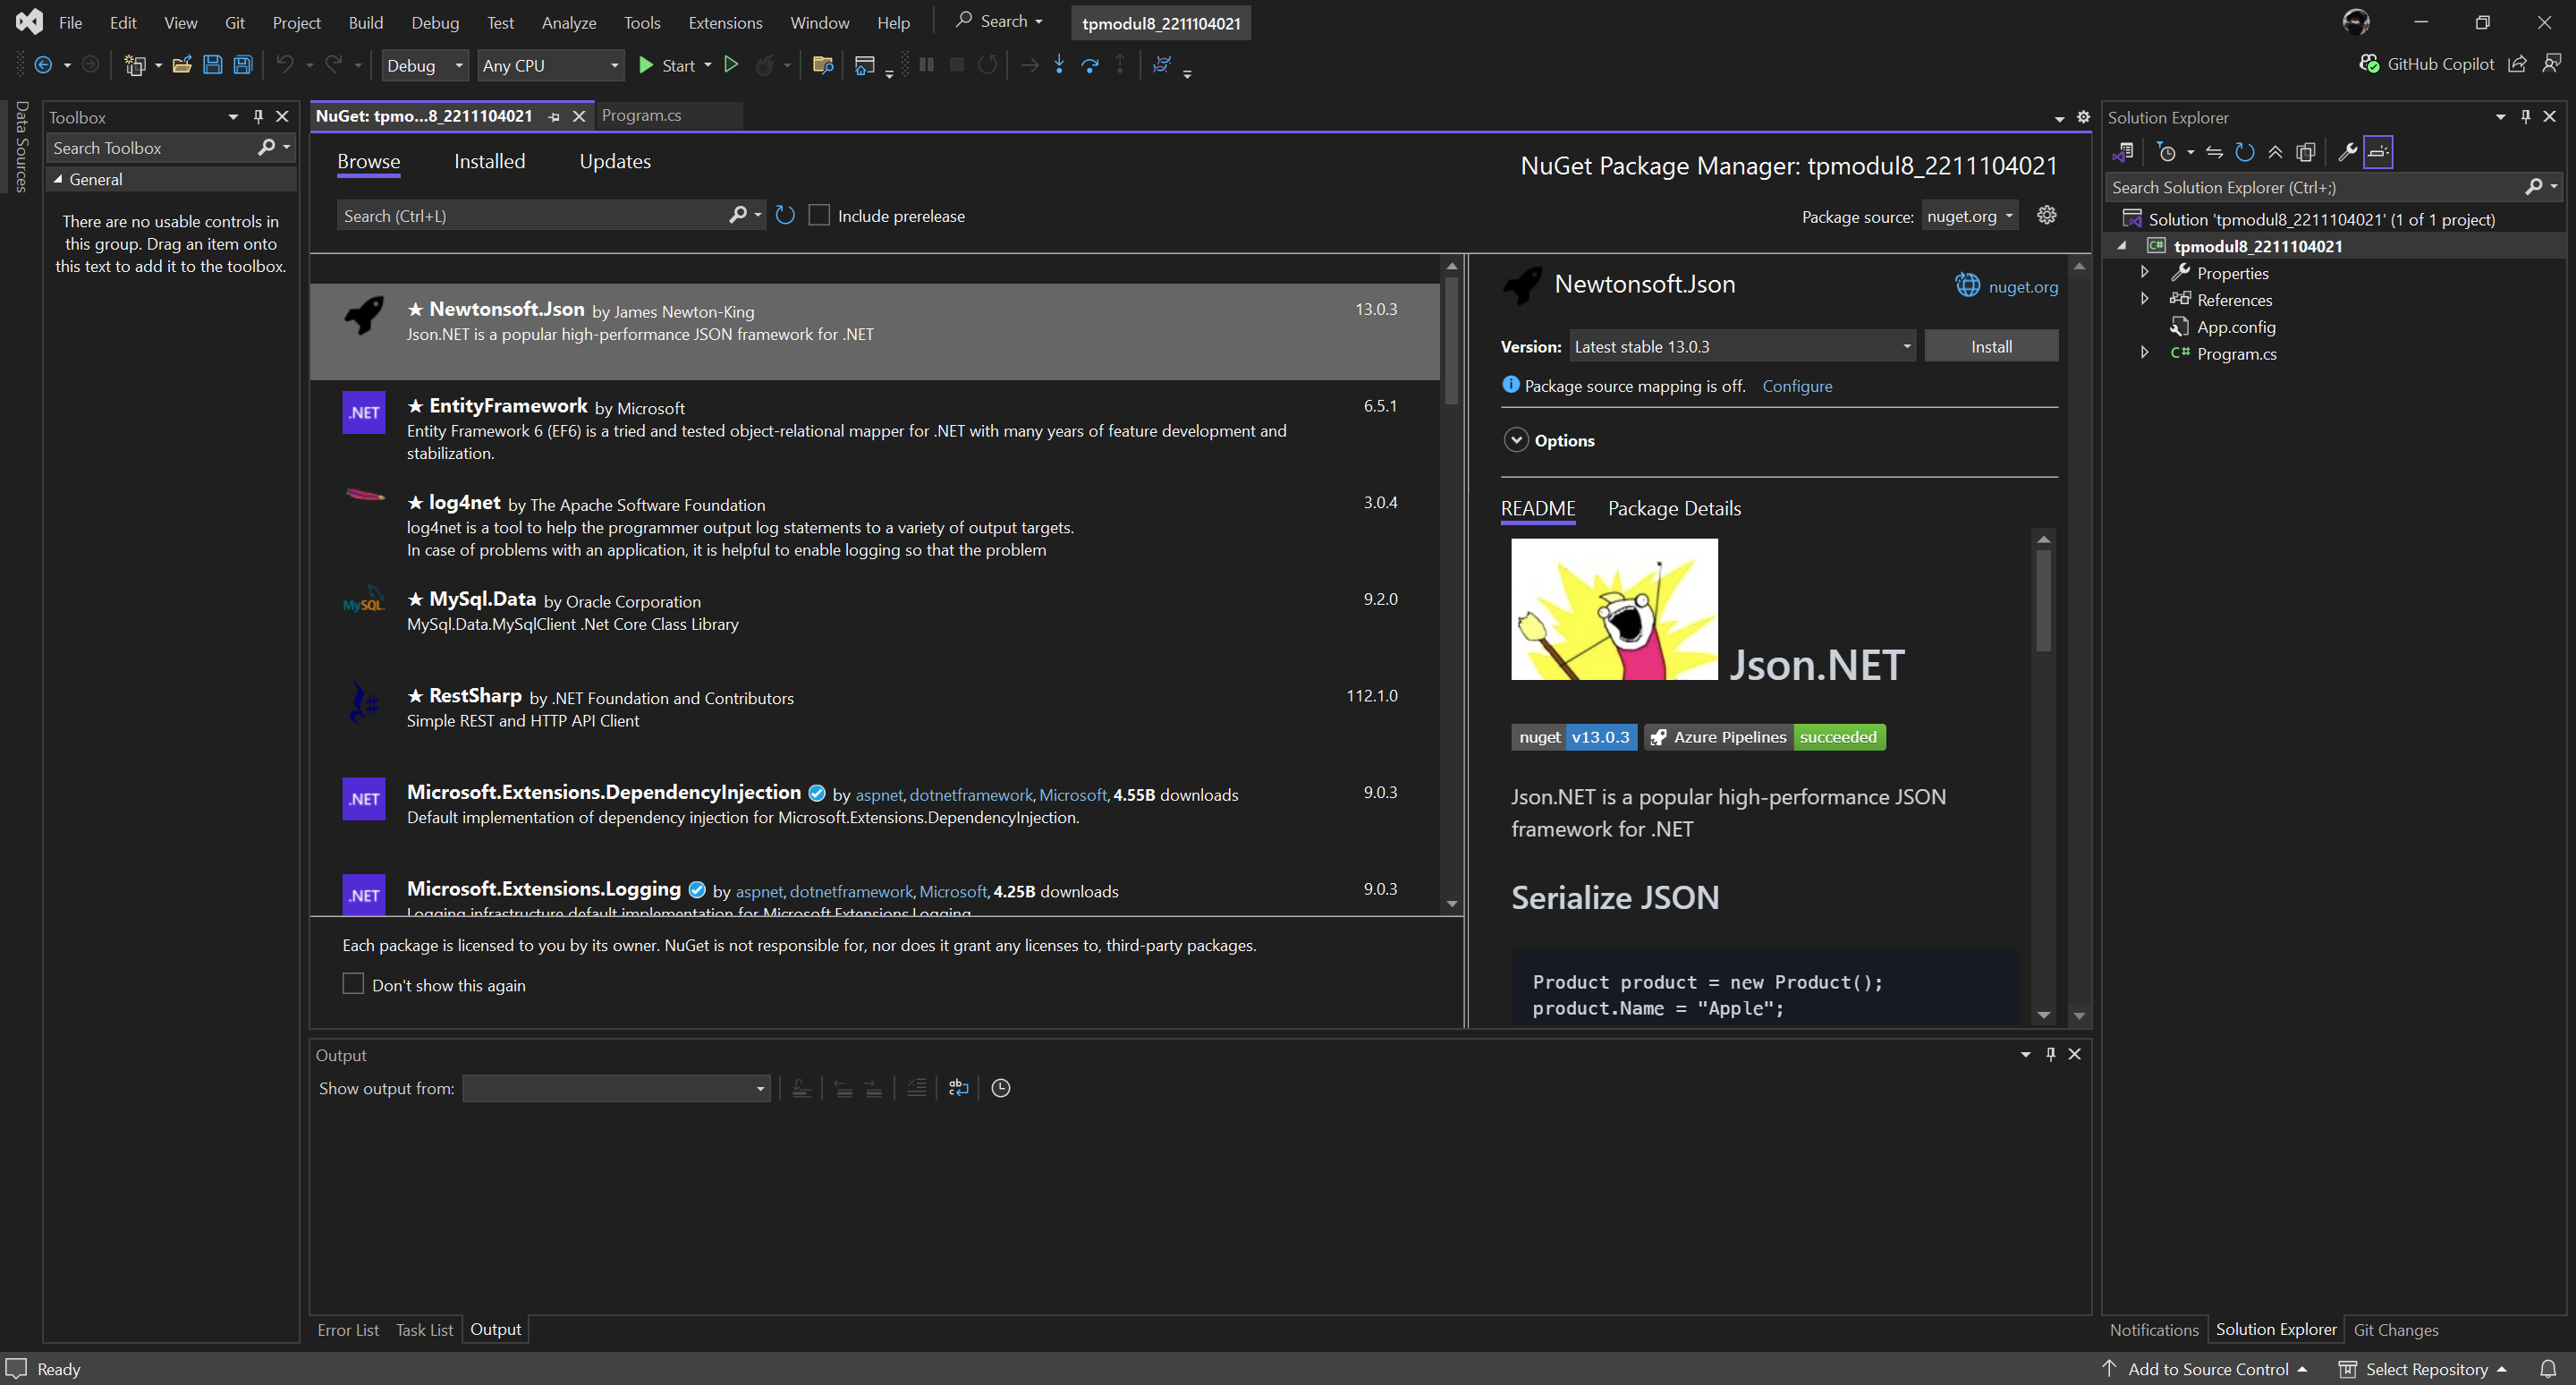 File Edit View Git Project Build Debug Test Analyze Tools Extensions Window Help Search tpmodul8_2211104021
Debug Any CPU Start GitHub Copilot
Data Sources
Toolbox
Search Toolbox
General
There are no usable controls in
this group. Drag an item onto
this text to add it to the toolbox.
NuGet: tpmo...8_2211104021 Program.cs
Browse Installed Updates
NuGet Package Manager: tpmodul8_2211104021
Search (Ctrl+L) Include prerelease
Package source: nuget.org
Newtonsoft.Json by James Newton-King 13.0.3
Json.NET is a popular high-performance JSON framework for .NET
.NET EntityFramework by Microsoft 6.5.1
Entity Framework 6 (EF6) is a tried and tested object-relational mapper for .NET with many years of feature development and
stabilization.
log4net by The Apache Software Foundation 3.0.4
log4net is a tool to help the programmer output log statements to a variety of output targets.
In case of problems with an application, it is helpful to enable logging so that the problem
MySQL MySql.Data by Oracle Corporation 9.2.0
MySql.Data.MySqlClient .Net Core Class Library
RestSharp by .NET Foundation and Contributors 112.1.0
Simple REST and HTTP API Client
.NET Microsoft.Extensions.DependencyInjection by aspnet, dotnetframework, Microsoft, 4.55B downloads 9.0.3
Default implementation of dependency injection for Microsoft.Extensions.DependencyInjection.
.NET Microsoft.Extensions.Logging by aspnet, dotnetframework, Microsoft, 4.25B downloads 9.0.3
Logging infrastructure default implementation for Microsoft.Extensions.Logging.
Each package is licensed to you by its owner. NuGet is not responsible for, nor does it grant any licenses to, third-party packages.
Don't show this again
Newtonsoft.Json nuget.org
Version: Latest stable 13.0.3 Install
Package source mapping is off. Configure
Options
README Package Details
Json.NET
nuget v13.0.3 Azure Pipelines succeeded
Json.NET is a popular high-performance JSON
framework for .NET
Serialize JSON
Product product = new Product();
product.Name = "Apple";
Output
Show output from:
Error List Task List Output
Solution Explorer
Search Solution Explorer (Ctrl+;)
Solution 'tpmodul8_2211104021' (1 of 1 project)
C# tpmodul8_2211104021
Properties
References
App.config
C# Program.cs
Notifications Solution Explorer Git Changes
Ready Add to Source Control Select Repository